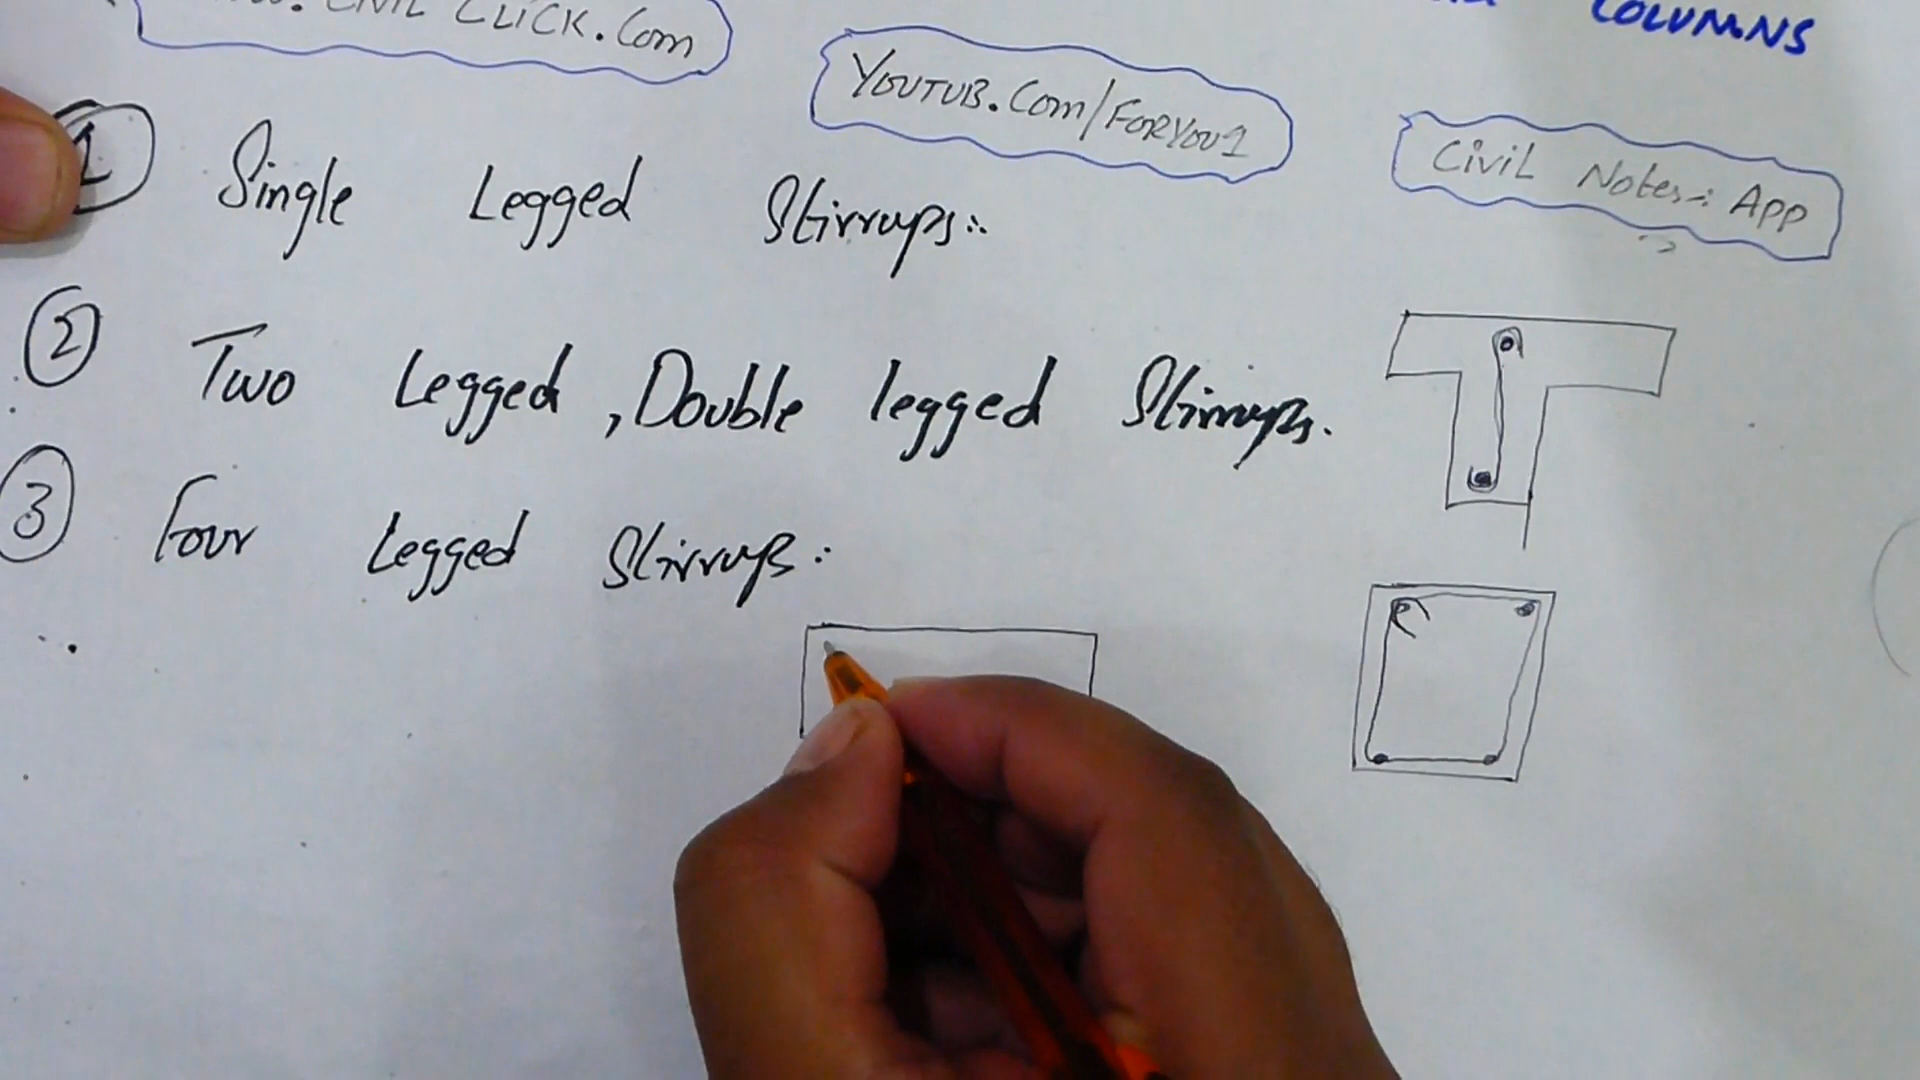 CIVIL CLICK.Com
COLUMNS
YOUTUB.Com/FORYOU1
Civil Notes:- App
1 Single Legged Stirrups:-
2 Two Legged, Double legged Stirrups.
3 Four Legged Stirrups: